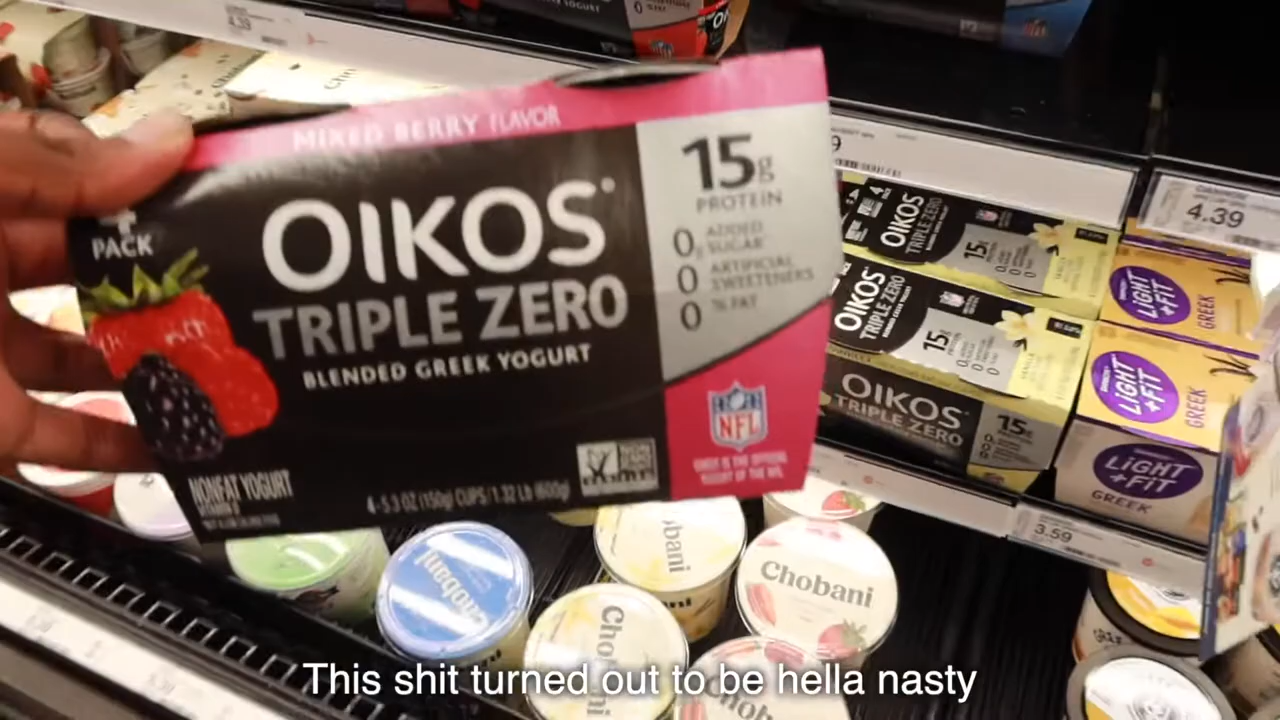 4.39
MIXED BERRY FLAVOR
4
PACK
OIKOS
TRIPLE ZERO
BLENDED GREEK YOGURT
15g
PROTEIN
0g ADDED SUGAR
0 ARTIFICIAL SWEETENERS
0 % FAT
NFL
NONFAT YOGURT
4-5.3 OZ (150g) CUPS/1.32 Lb (600g)
OIKOS
TRIPLE ZERO
15g
OIKOS
TRIPLE ZERO
15g
OIKOS
TRIPLE ZERO
15g
4.39
LIGHT
+FIT
GREEK
LIGHT
+FIT
GREEK
LIGHT
+FIT
GREEK
3.59
Chobani
Chobani
This shit turned out to be hella nasty